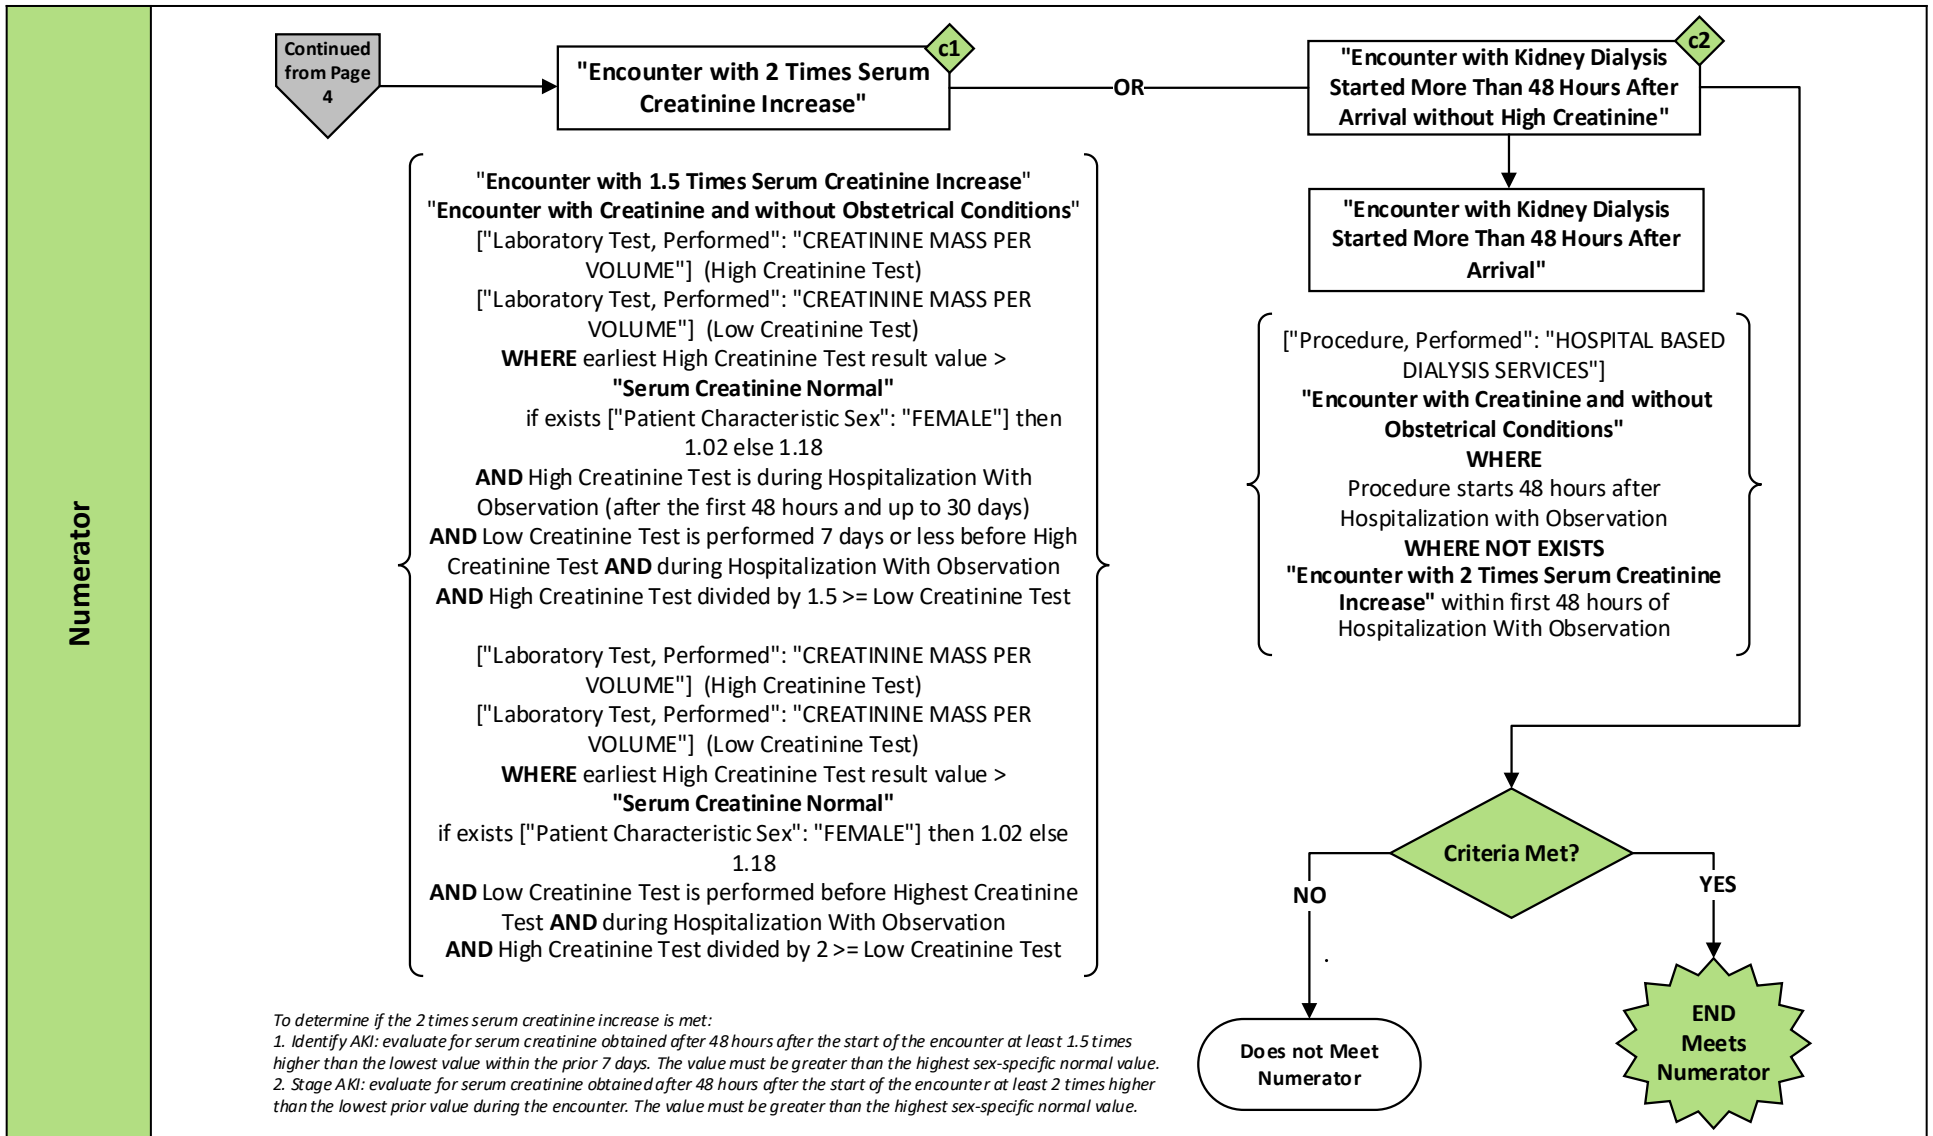 Numerator
Continued
from Page
4
c1
"Encounter with 2 Times Serum
Creatinine Increase"
OR
c2
"Encounter with Kidney Dialysis
Started More Than 48 Hours After
Arrival without High Creatinine"
"Encounter with 1.5 Times Serum Creatinine Increase"
"Encounter with Creatinine and without Obstetrical Conditions"
["Laboratory Test, Performed": "CREATININE MASS PER
VOLUME"] (High Creatinine Test)
["Laboratory Test, Performed": "CREATININE MASS PER
VOLUME"] (Low Creatinine Test)
WHERE earliest High Creatinine Test result value >
"Serum Creatinine Normal"
if exists ["Patient Characteristic Sex": "FEMALE"] then
1.02 else 1.18
AND High Creatinine Test is during Hospitalization With
Observation (after the first 48 hours and up to 30 days)
AND Low Creatinine Test is performed 7 days or less before High
Creatinine Test AND during Hospitalization With Observation
AND High Creatinine Test divided by 1.5 >= Low Creatinine Test
["Laboratory Test, Performed": "CREATININE MASS PER
VOLUME"] (High Creatinine Test)
["Laboratory Test, Performed": "CREATININE MASS PER
VOLUME"] (Low Creatinine Test)
WHERE earliest High Creatinine Test result value >
"Serum Creatinine Normal"
if exists ["Patient Characteristic Sex": "FEMALE"] then 1.02 else
1.18
AND Low Creatinine Test is performed before Highest Creatinine
Test AND during Hospitalization With Observation
AND High Creatinine Test divided by 2 >= Low Creatinine Test
"Encounter with Kidney Dialysis
Started More Than 48 Hours After
Arrival"
["Procedure, Performed": "HOSPITAL BASED
DIALYSIS SERVICES"]
"Encounter with Creatinine and without
Obstetrical Conditions"
WHERE
Procedure starts 48 hours after
Hospitalization with Observation
WHERE NOT EXISTS
"Encounter with 2 Times Serum Creatinine
Increase" within first 48 hours of
Hospitalization With Observation
Criteria Met?
NO
YES
.
Does not Meet
Numerator
END
Meets
Numerator
To determine if the 2 times serum creatinine increase is met:
1. Identify AKI: evaluate for serum creatinine obtained after 48 hours after the start of the encounter at least 1.5 times
higher than the lowest value within the prior 7 days. The value must be greater than the highest sex-specific normal value.
2. Stage AKI: evaluate for serum creatinine obtained after 48 hours after the start of the encounter at least 2 times higher
than the lowest prior value during the encounter. The value must be greater than the highest sex-specific normal value.